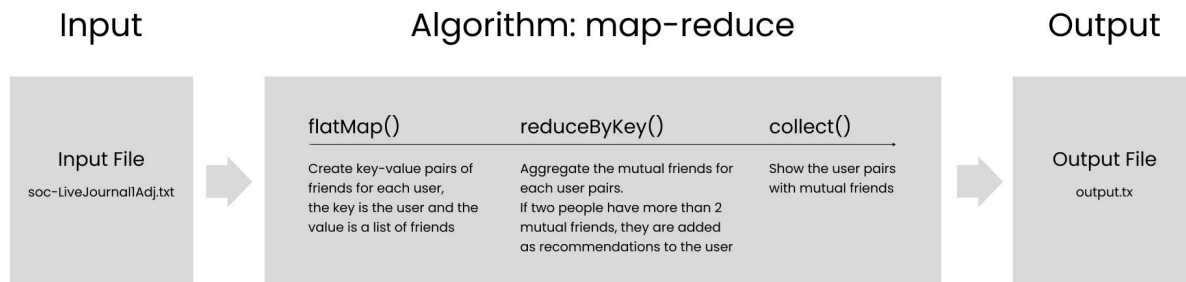 Input
Algorithm: map-reduce
Output
Input File
soc-LiveJournal1Adj.txt
flatMap()
Create key-value pairs of
friends for each user,
the key is the user and the
value is a list of friends
reduceByKey()
Aggregate the mutual friends for
each user pairs.
If two people have more than 2
mutual friends, they are added
as recommendations to the user
collect()
Show the user pairs
with mutual friends
Output File
output.tx